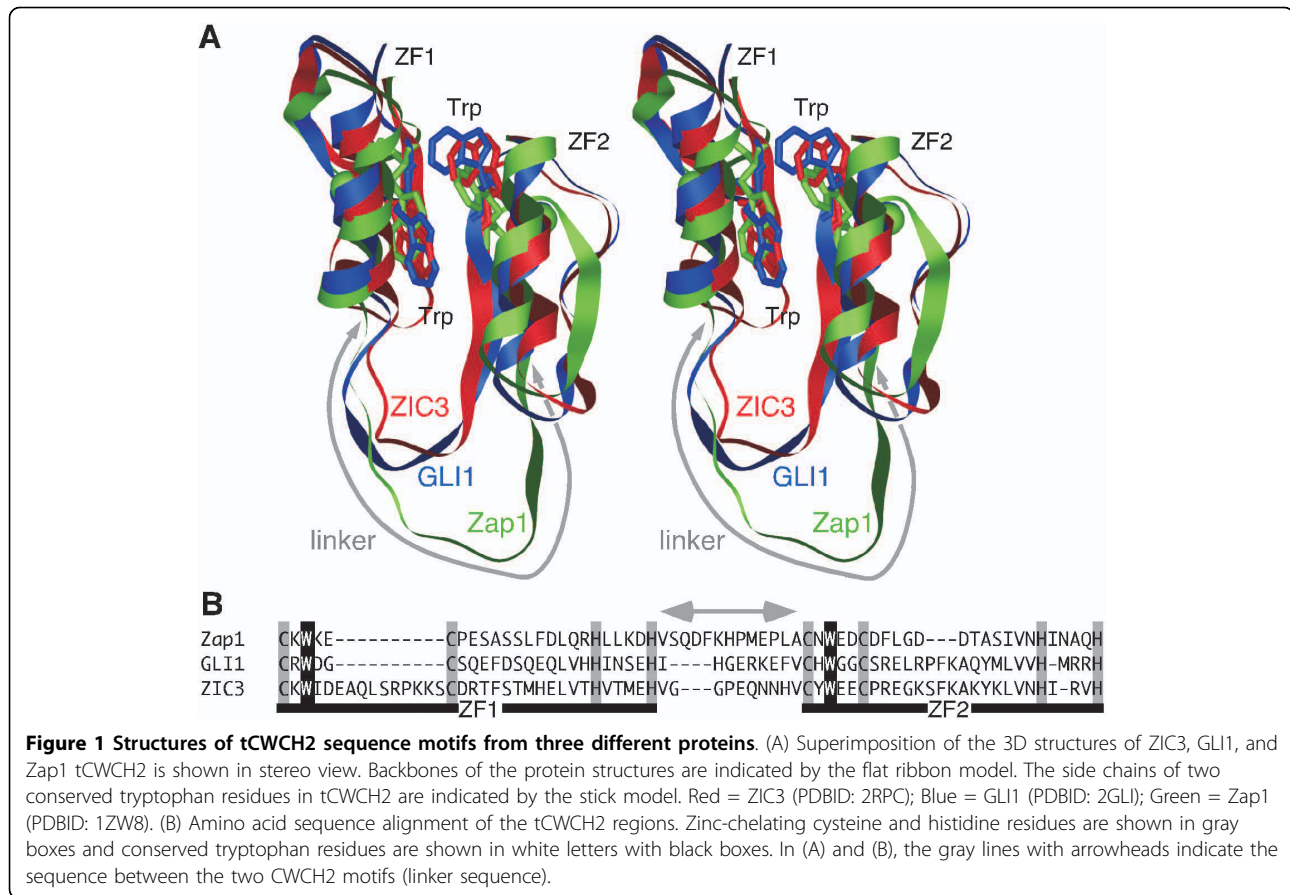 A
ZF1
Trp
ZF2
Trp
ZIC3
GLI1
Zap1
linker
ZF1
Trp
ZF2
Trp
ZIC3
GLI1
Zap1
linker
B
Zap1 CKWKE----------CPESASSLFDLQRHLLKDHVSQDFKHPMEPLACNWEDCDFLGD---DTASIVNHINAQH
GLI1 CRWDG----------CSQEFDSQEQLVHHINSEHI----HGERKEFVCHWGGCSRELRPFKAQYMLVVH-MRRH
ZIC3 CKWIDEAQLSRPKKSCDRTFSTMHELVTHVTMEHVG---GPEQNNHVCYWEECPREGKSFKAKYKLVNHI-RVH
ZF1 ZF2
Figure 1 Structures of tCWCH2 sequence motifs from three different proteins. (A) Superimposition of the 3D structures of ZIC3, GLI1, and
Zap1 tCWCH2 is shown in stereo view. Backbones of the protein structures are indicated by the flat ribbon model. The side chains of two
conserved tryptophan residues in tCWCH2 are indicated by the stick model. Red = ZIC3 (PDBID: 2RPC); Blue = GLI1 (PDBID: 2GLI); Green = Zap1
(PDBID: 1ZW8). (B) Amino acid sequence alignment of the tCWCH2 regions. Zinc-chelating cysteine and histidine residues are shown in gray
boxes and conserved tryptophan residues are shown in white letters with black boxes. In (A) and (B), the gray lines with arrowheads indicate the
sequence between the two CWCH2 motifs (linker sequence).